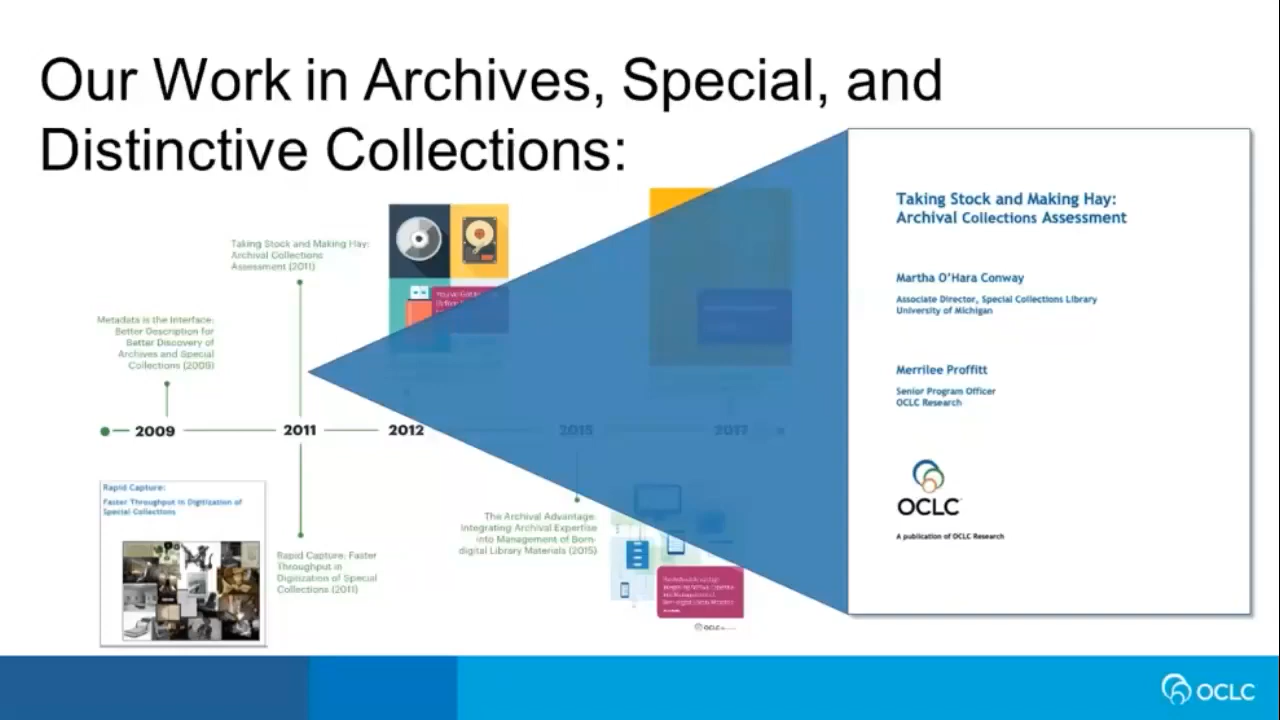 Our Work in Archives, Special, and
Distinctive Collections:
Taking Stock and Making Hay:
Archival Collections
Assessment (2011)
Metadata is the Interface:
Better Description for
Better Discovery of
Archives and Special
Collections (2009)
2009
2011
2012
2015
2017
Rapid Capture:
Faster Throughput in Digitization of
Special Collections
Rapid Capture: Faster
Throughput in
Digitization of Special
Collections (2011)
The Archival Advantage:
Integrating Archival Expertise
into Management of Born-
digital Library Materials (2015)
OCLC
Taking Stock and Making Hay:
Archival Collections Assessment
Martha O'Hara Conway
Associate Director, Special Collections Library
University of Michigan
Merrilee Proffitt
Senior Program Officer
OCLC Research
OCLC
A publication of OCLC Research
OCLC